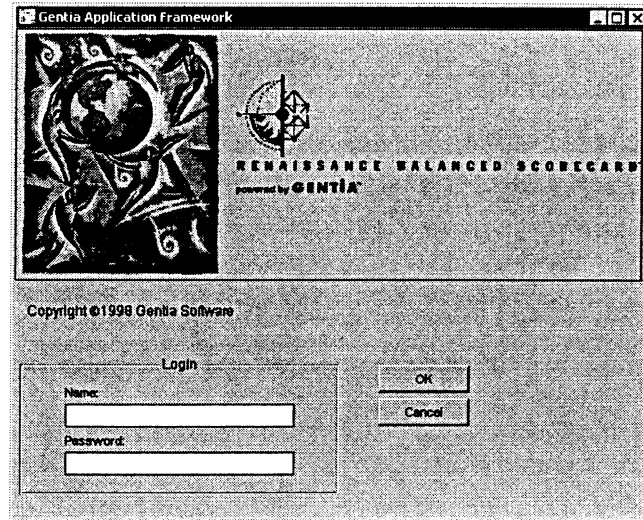 Gentia Application Framework
RENAISSANCE BALANCED SCORECARD
powered by GENTIA
Copyright ©1998 Gentia Software
Login
Name:
Password:
OK
Cancel